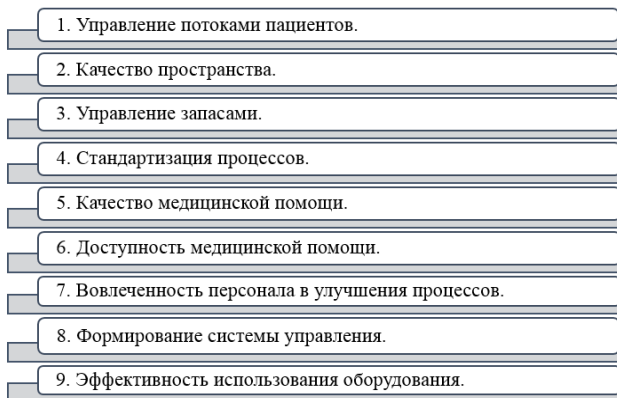 1. Управление потоками пациентов.
2. Качество пространства.
3. Управление запасами.
4. Стандартизация процессов.
5. Качество медицинской помощи.
6. Доступность медицинской помощи.
7. Вовлеченность персонала в улучшения процессов.
8. Формирование системы управления.
9. Эффективность использования оборудования.